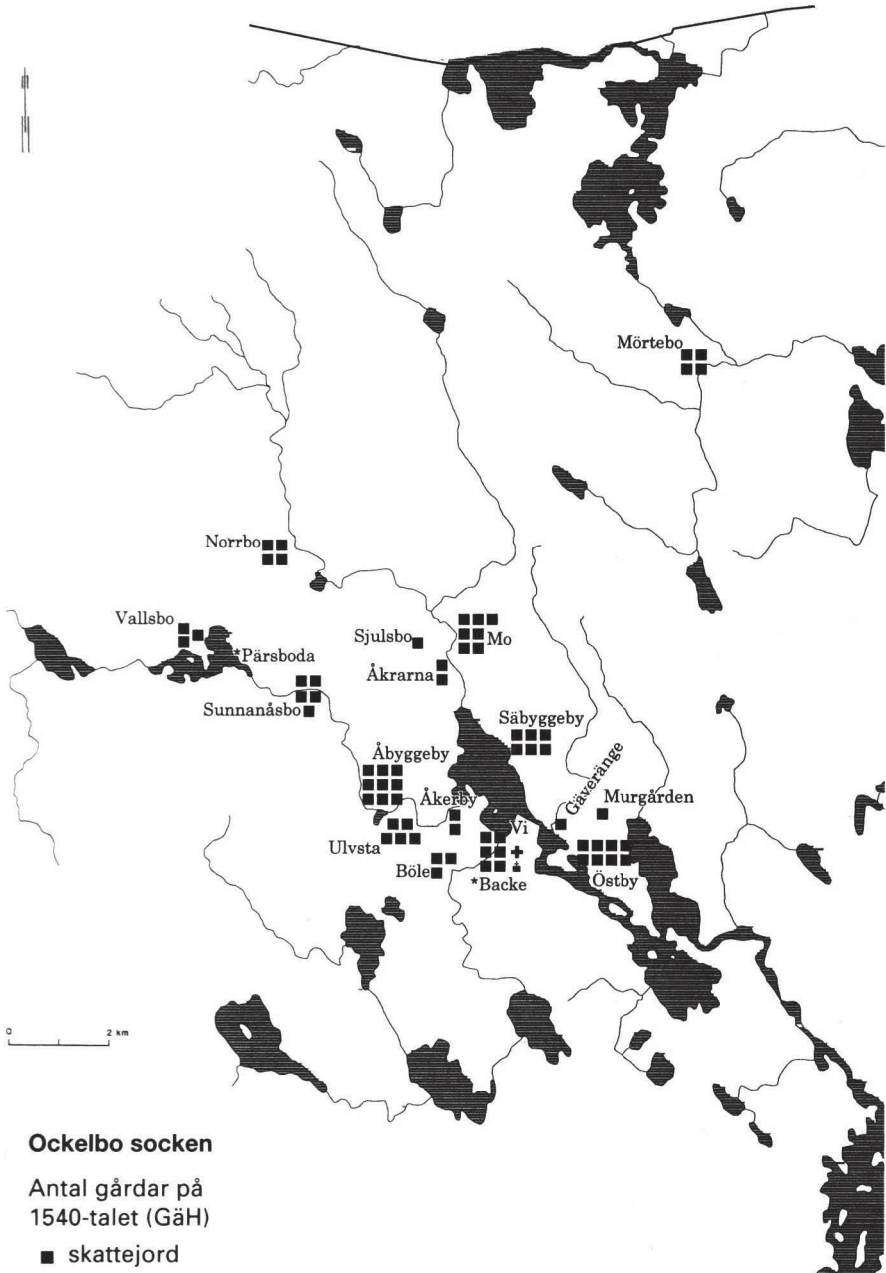 Mörtebo
Norrbo
Vallsbo
*Pärsboda
Sjulsbo
Mo
Åkrarna
Sunnanåsbo
Säbyggeby
Åbyggeby
Gäveränge
Åkerby
Murgården
Ulvsta
Vi
Böle
*Backe
Östby
0 2 km
Ockelbo socken
Antal gårdar på
1540-talet (GäH)
■ skattejord